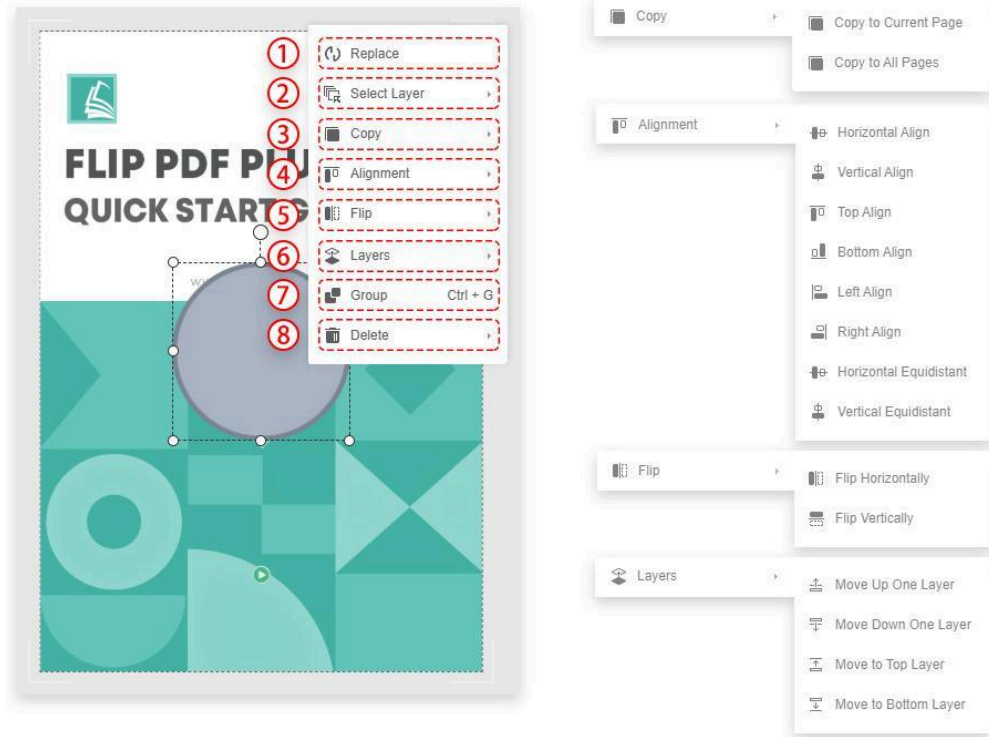 FLIP PDF PLU
QUICK START G
w
① Replace
② Select Layer
③ Copy
④ Alignment
⑤ Flip
⑥ Layers
⑦ Group Ctrl + G
⑧ Delete
Copy
Copy to Current Page
Copy to All Pages
Alignment
Horizontal Align
Vertical Align
Top Align
Bottom Align
Left Align
Right Align
Horizontal Equidistant
Vertical Equidistant
Flip
Flip Horizontally
Flip Vertically
Layers
Move Up One Layer
Move Down One Layer
Move to Top Layer
Move to Bottom Layer